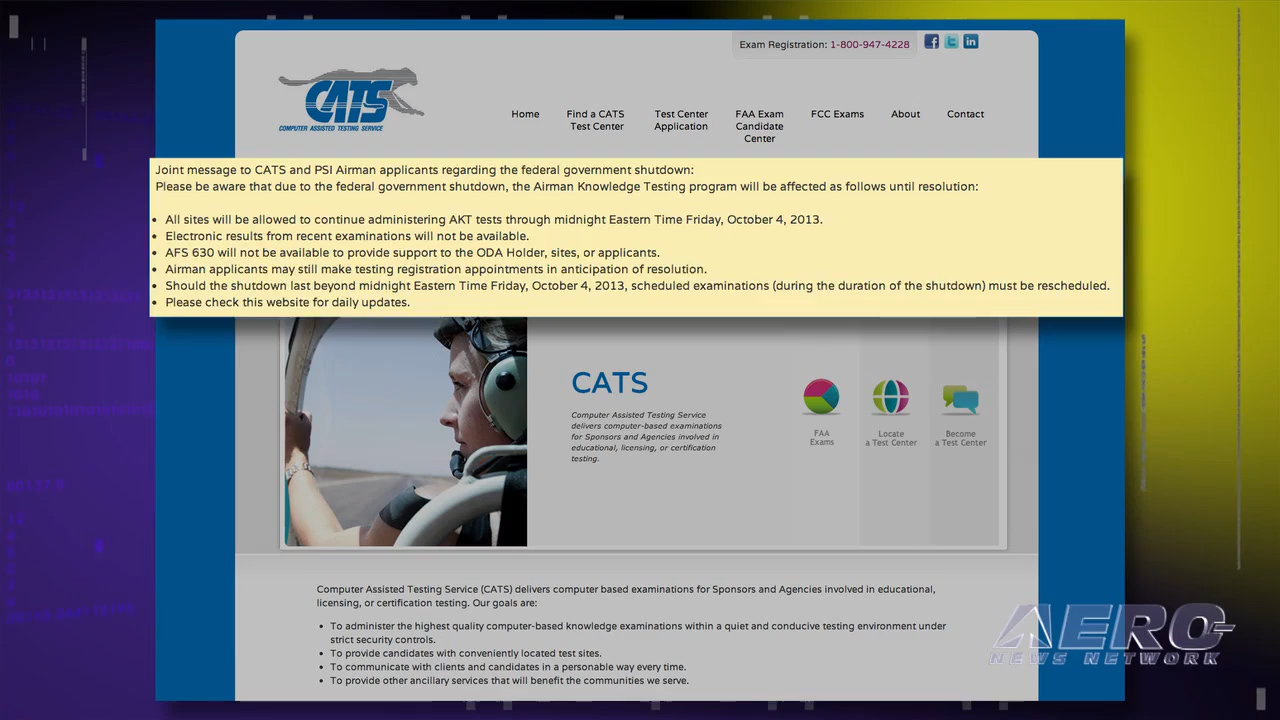 Exam Registration: 1-800-947-4228
CATS
COMPUTER ASSISTED TESTING SERVICE
Home
Find a CATS
Test Center
Test Center
Application
FAA Exam
Candidate
Center
FCC Exams
About
Contact
Joint message to CATS and PSI Airman applicants regarding the federal government shutdown:
Please be aware that due to the federal government shutdown, the Airman Knowledge Testing program will be affected as follows until resolution:
• All sites will be allowed to continue administering AKT tests through midnight Eastern Time Friday, October 4, 2013.
• Electronic results from recent examinations will not be available.
• AFS 630 will not be available to provide support to the ODA Holder, sites, or applicants.
• Airman applicants may still make testing registration appointments in anticipation of resolution.
• Should the shutdown last beyond midnight Eastern Time Friday, October 4, 2013, scheduled examinations (during the duration of the shutdown) must be rescheduled.
• Please check this website for daily updates.
CATS
Computer Assisted Testing Service
delivers computer-based examinations
for Sponsors and Agencies involved in
educational, licensing, or certification
testing.
FAA
Exams
Locate
a Test Center
Become
a Test Center
Computer Assisted Testing Service (CATS) delivers computer based examinations for Sponsors and Agencies involved in educational,
licensing, or certification testing. Our goals are:
• To administer the highest quality computer-based knowledge examinations within a quiet and conducive testing environment under
strict security controls.
• To provide candidates with conveniently located test sites.
• To communicate with clients and candidates in a personable way every time.
• To provide other ancillary services that will benefit the communities we serve.
AERO-
NEWS NETWORK